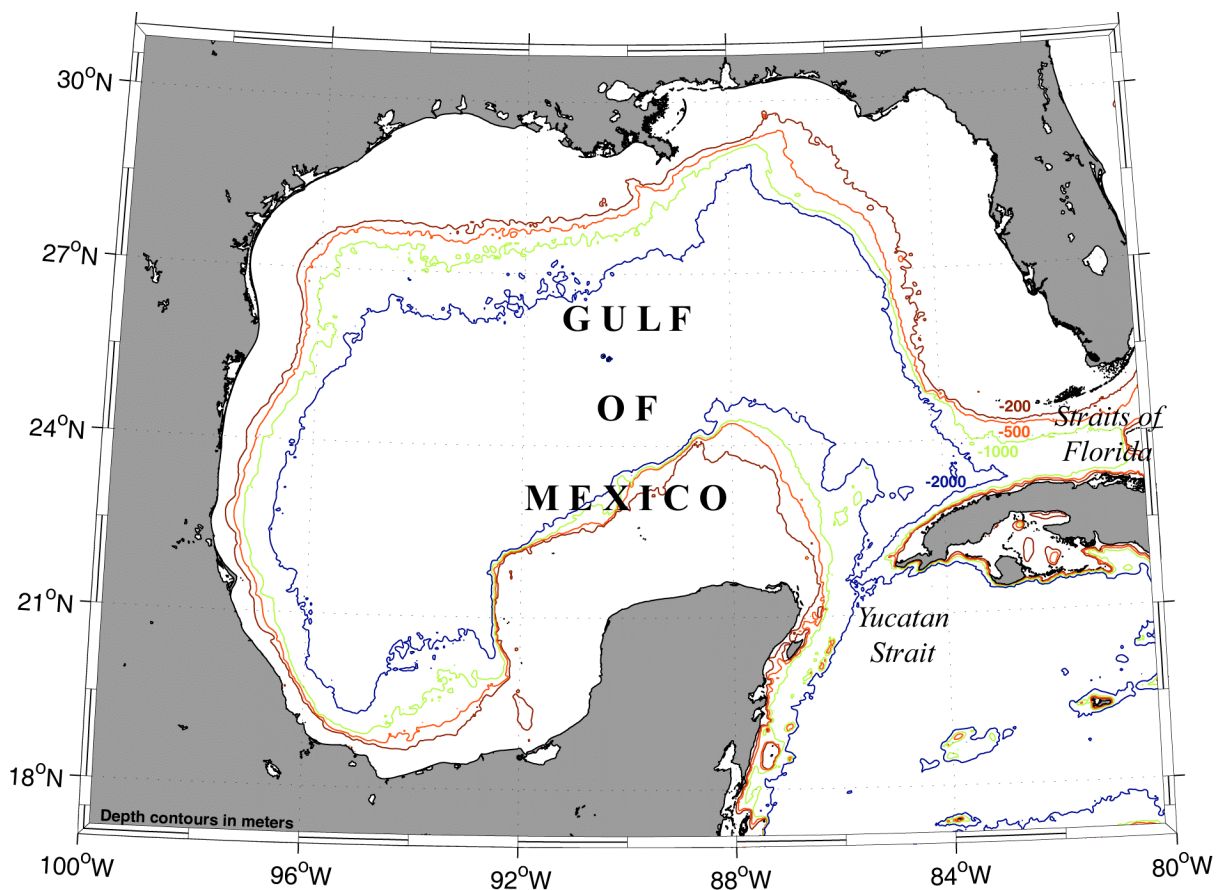 30°N
27°N
GULF
OF
-200
Straits of
-500
24°N
Florida
-1000
-2000
MEXICO
21°N
Yucatan
Strait
18°N
Depth contours in meters
100°W
96°W
92°W
88°W
84°W
80°W